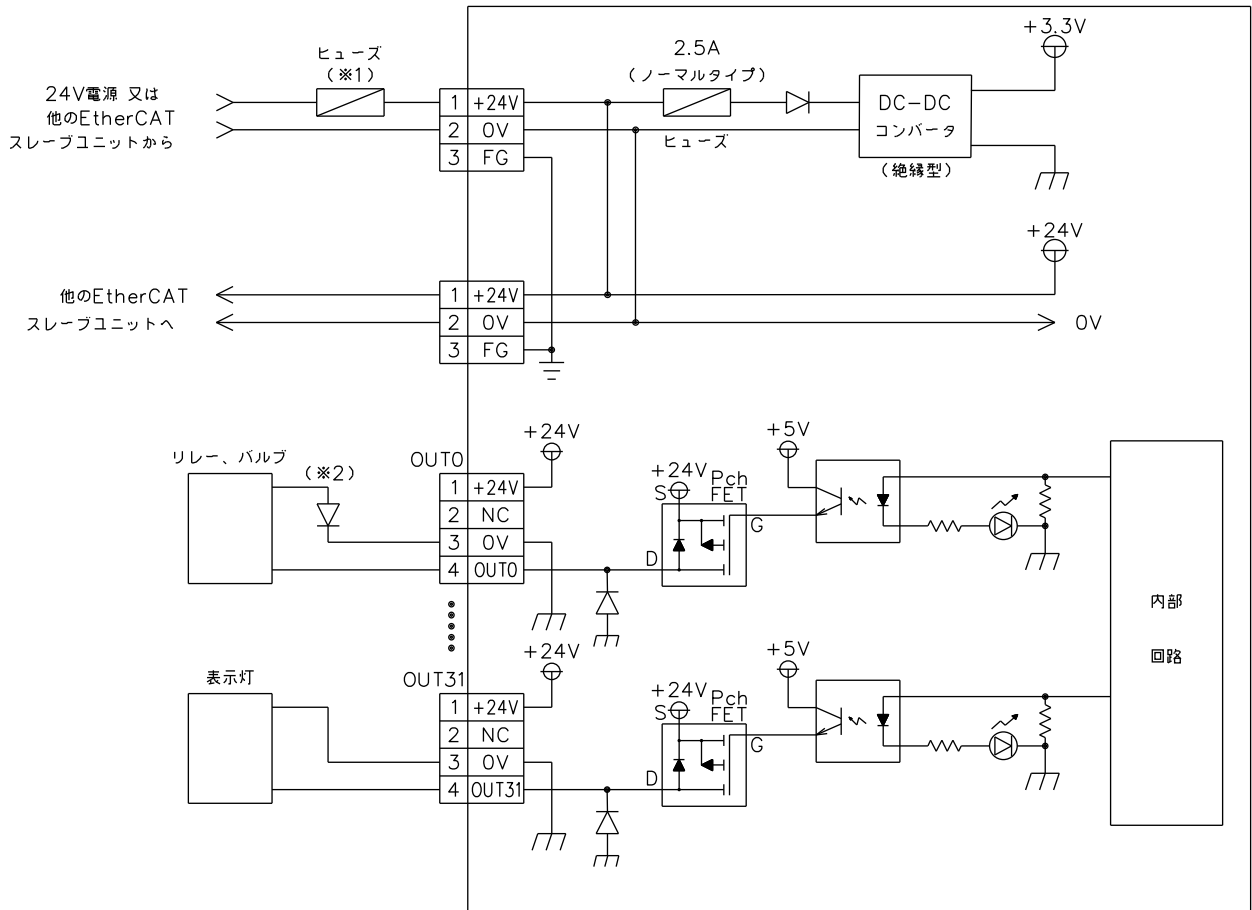 +3.3V
ヒューズ
(※1)
2.5A
(ノーマルタイプ)
24V電源 又は
他のEtherCAT
スレーブユニットから
1 +24V
2 0V
3 FG
ヒューズ
DC-DC
コンバータ
(絶縁型)
+24V
他のEtherCAT
スレーブユニットへ
1 +24V
2 0V
3 FG
0V
リレー、バルブ
(※2)
OUT0
+24V
1 +24V
2 NC
3 0V
4 OUT0
+24V
Pch
FET
S
G
D
+5V
内部
回路
表示灯
OUT31
+24V
1 +24V
2 NC
3 0V
4 OUT31
+24V
Pch
FET
S
G
D
+5V